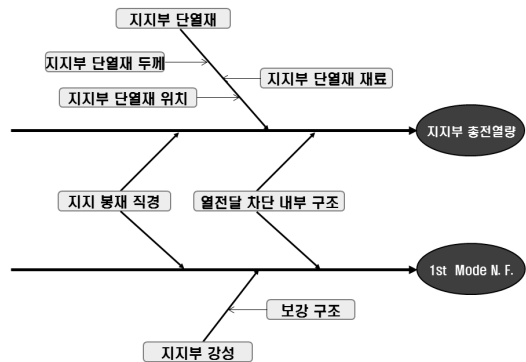 지지부 단열재
지지부 단열재 두께
지지부 단열재 재료
지지부 단열재 위치
지지부 총전열량
지지 봉재 직경
열전달 차단 내부 구조
1st Mode N. F.
보강 구조
지지부 강성